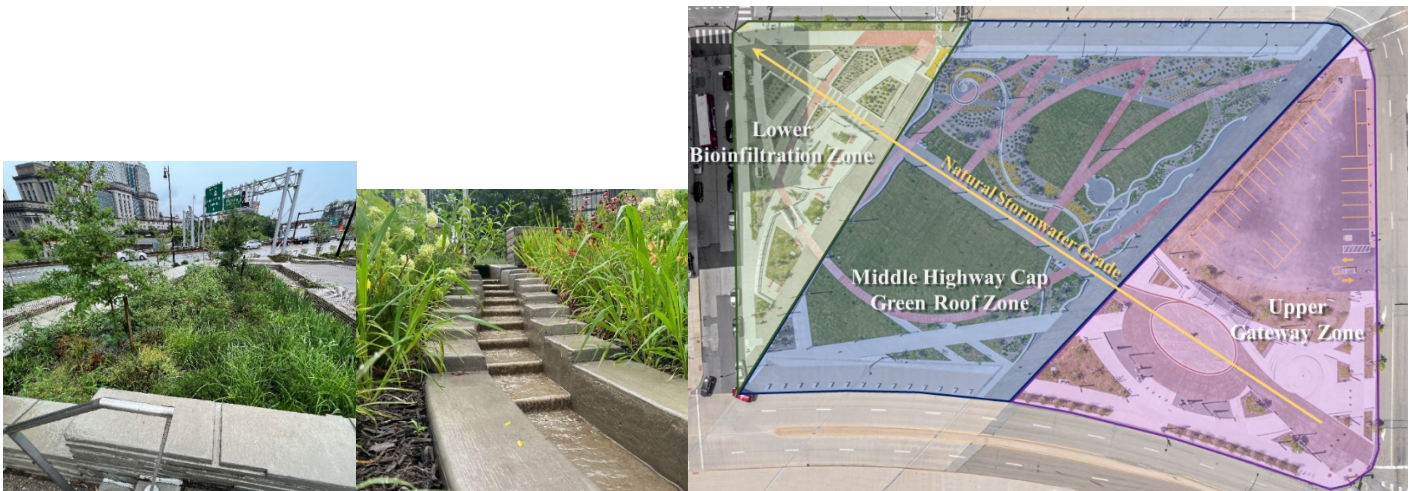 Lower
Bioinfiltration Zone
Natural Stormwater Grade
Middle Highway Cap
Green Roof Zone
Upper
Gateway Zone